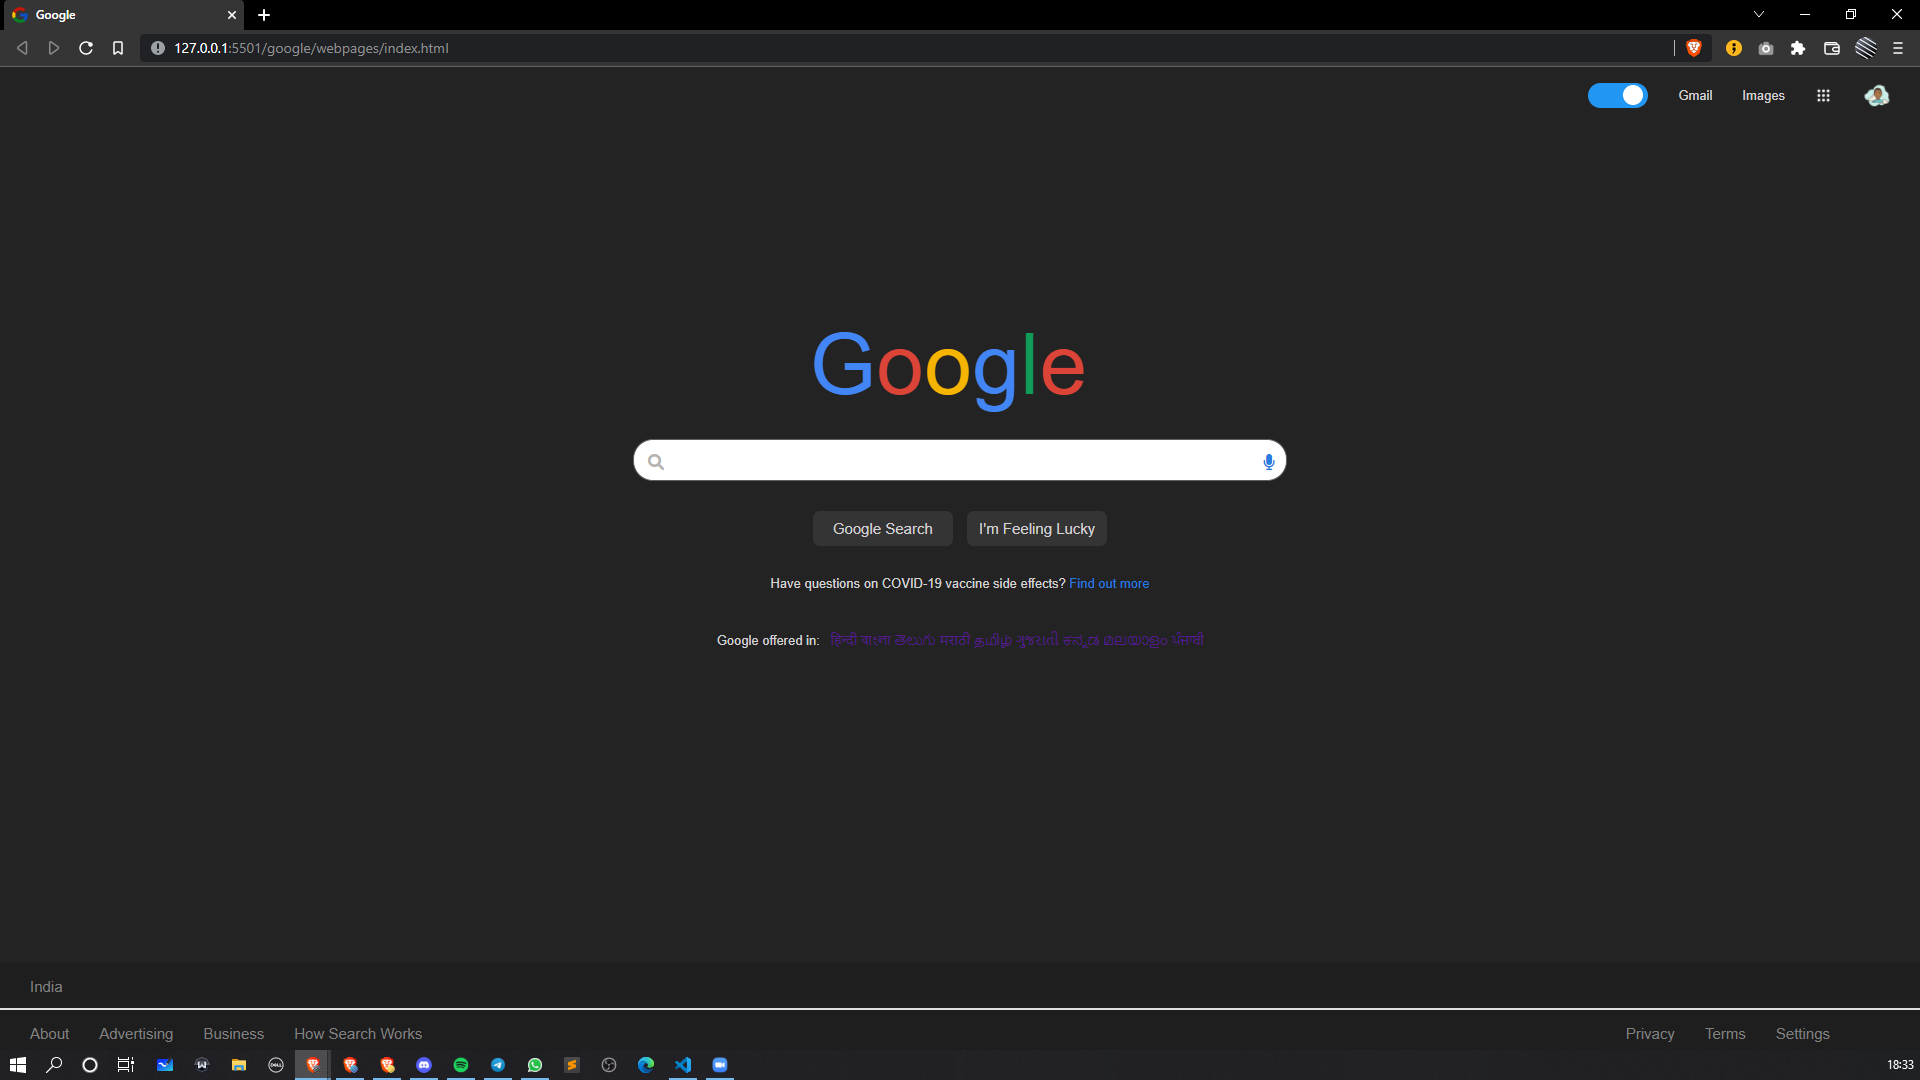 Google
127.0.0.1:5501/google/webpages/index.html
Gmail Images
Google
Google Search I'm Feeling Lucky
Have questions on COVID-19 vaccine side effects? Find out more
Google offered in: हिन्दी বাংলা తెలుగు मराठी தமிழ் ગુજરાતી ಕನ್ನಡ മലയാളം ਪੰਜਾਬੀ
India
About Advertising Business How Search Works Privacy Terms Settings
18:33